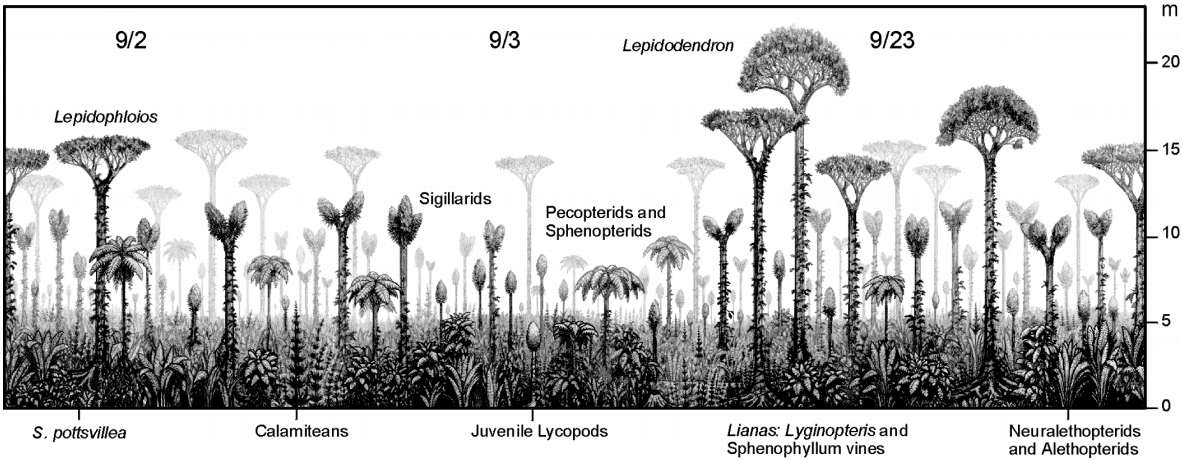 m
9/2
9/3
9/23
Lepidodendron
20
Lepidophloios
15
Sigillarids
Pecopterids and
Sphenopterids
10
5
0
S. pottsvillea
Calamiteans
Juvenile Lycopods
Lianas: Lyginopteris and
Sphenophyllum vines
Neuralethopterids
and Alethopterids